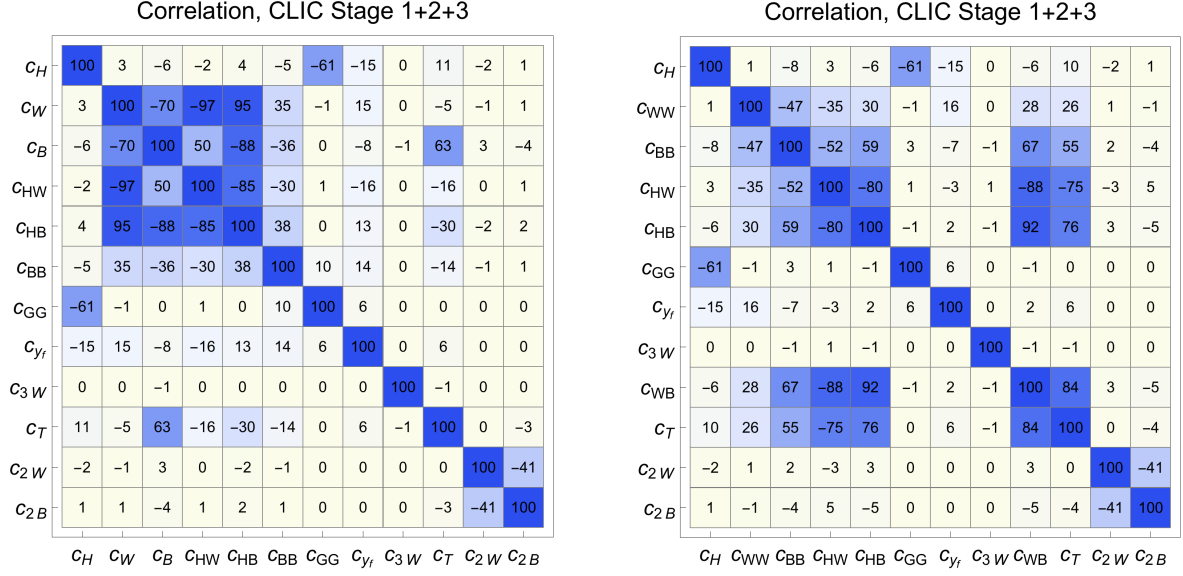 Correlation, CLIC Stage 1+2+3
c_H 100 3 −6 −2 4 −5 −61 −15 0 11 −2 1
c_W 3 100 −70 −97 95 35 −1 15 0 −5 −1 1
c_B −6 −70 100 50 −88 −36 0 −8 −1 63 3 −4
c_HW −2 −97 50 100 −85 −30 1 −16 0 −16 0 1
c_HB 4 95 −88 −85 100 38 0 13 0 −30 −2 2
c_BB −5 35 −36 −30 38 100 10 14 0 −14 −1 1
c_GG −61 −1 0 1 0 10 100 6 0 0 0 0
c_y_f −15 15 −8 −16 13 14 6 100 0 6 0 0
c_3 W 0 0 −1 0 0 0 0 0 100 −1 0 0
c_T 11 −5 63 −16 −30 −14 0 6 −1 100 0 −3
c_2 W −2 −1 3 0 −2 −1 0 0 0 0 100 −41
c_2 B 1 1 −4 1 2 1 0 0 0 −3 −41 100
c_H c_W c_B c_HW c_HB c_BB c_GG c_y_f c_3 W c_T c_2 W c_2 B
Correlation, CLIC Stage 1+2+3
c_H 100 1 −8 3 −6 −61 −15 0 −6 10 −2 1
c_WW 1 100 −47 −35 30 −1 16 0 28 26 1 −1
c_BB −8 −47 100 −52 59 3 −7 −1 67 55 2 −4
c_HW 3 −35 −52 100 −80 1 −3 1 −88 −75 −3 5
c_HB −6 30 59 −80 100 −1 2 −1 92 76 3 −5
c_GG −61 −1 3 1 −1 100 6 0 −1 0 0 0
c_y_f −15 16 −7 −3 2 6 100 0 2 6 0 0
c_3 W 0 0 −1 1 −1 0 0 100 −1 −1 0 0
c_WB −6 28 67 −88 92 −1 2 −1 100 84 3 −5
c_T 10 26 55 −75 76 0 6 −1 84 100 0 −4
c_2 W −2 1 2 −3 3 0 0 0 3 0 100 −41
c_2 B 1 −1 −4 5 −5 0 0 0 −5 −4 −41 100
c_H c_WW c_BB c_HW c_HB c_GG c_y_f c_3 W c_WB c_T c_2 W c_2 B